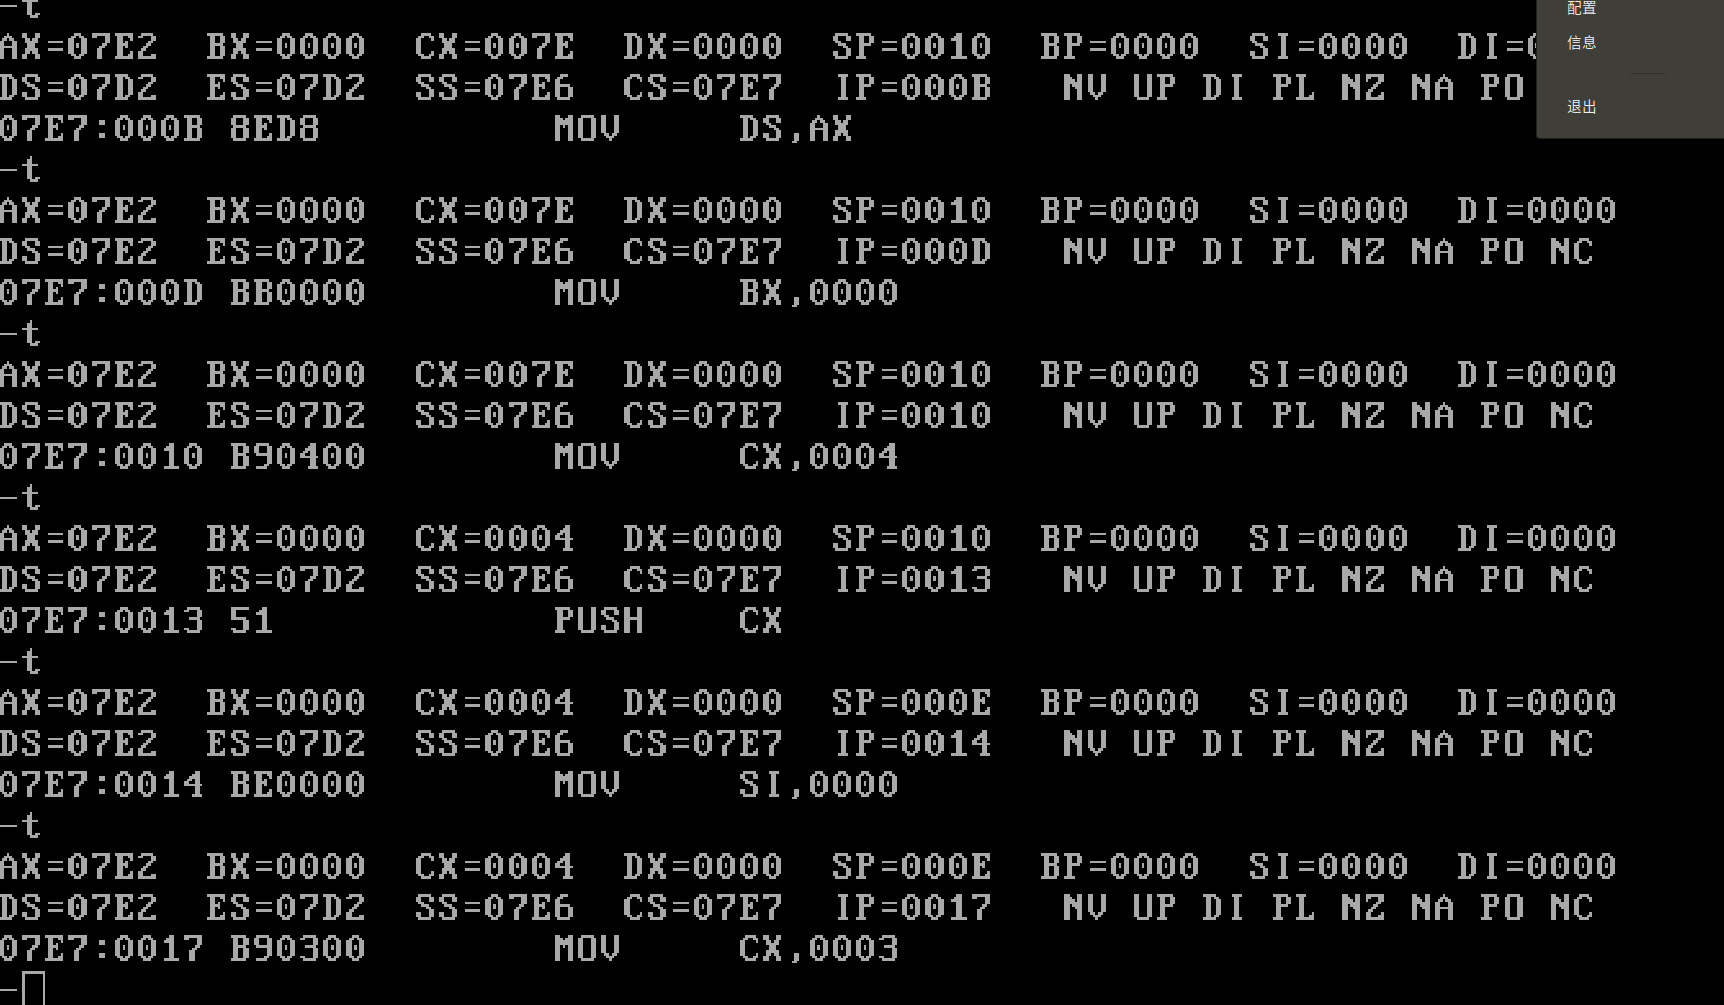 -t
AX=07E2 BX=0000 CX=007E DX=0000 SP=0010 BP=0000 SI=0000
DS=07D2 ES=07D2 SS=07E6 CS=07E7 IP=000B NV UP DI PL NZ NA PO
07E7:000B 8ED8 MOV DS,AX
-t
AX=07E2 BX=0000 CX=007E DX=0000 SP=0010 BP=0000 SI=0000 DI=0000
DS=07E2 ES=07D2 SS=07E6 CS=07E7 IP=000D NV UP DI PL NZ NA PO NC
07E7:000D BB0000 MOV BX,0000
-t
AX=07E2 BX=0000 CX=007E DX=0000 SP=0010 BP=0000 SI=0000 DI=0000
DS=07E2 ES=07D2 SS=07E6 CS=07E7 IP=0010 NV UP DI PL NZ NA PO NC
07E7:0010 B90400 MOV CX,0004
-t
AX=07E2 BX=0000 CX=0004 DX=0000 SP=0010 BP=0000 SI=0000 DI=0000
DS=07E2 ES=07D2 SS=07E6 CS=07E7 IP=0013 NV UP DI PL NZ NA PO NC
07E7:0013 51 PUSH CX
-t
AX=07E2 BX=0000 CX=0004 DX=0000 SP=000E BP=0000 SI=0000 DI=0000
DS=07E2 ES=07D2 SS=07E6 CS=07E7 IP=0014 NV UP DI PL NZ NA PO NC
07E7:0014 BE0000 MOV SI,0000
-t
AX=07E2 BX=0000 CX=0004 DX=0000 SP=000E BP=0000 SI=0000 DI=0000
DS=07E2 ES=07D2 SS=07E6 CS=07E7 IP=0017 NV UP DI PL NZ NA PO NC
07E7:0017 B90300 MOV CX,0003
-
配置
信息
退出